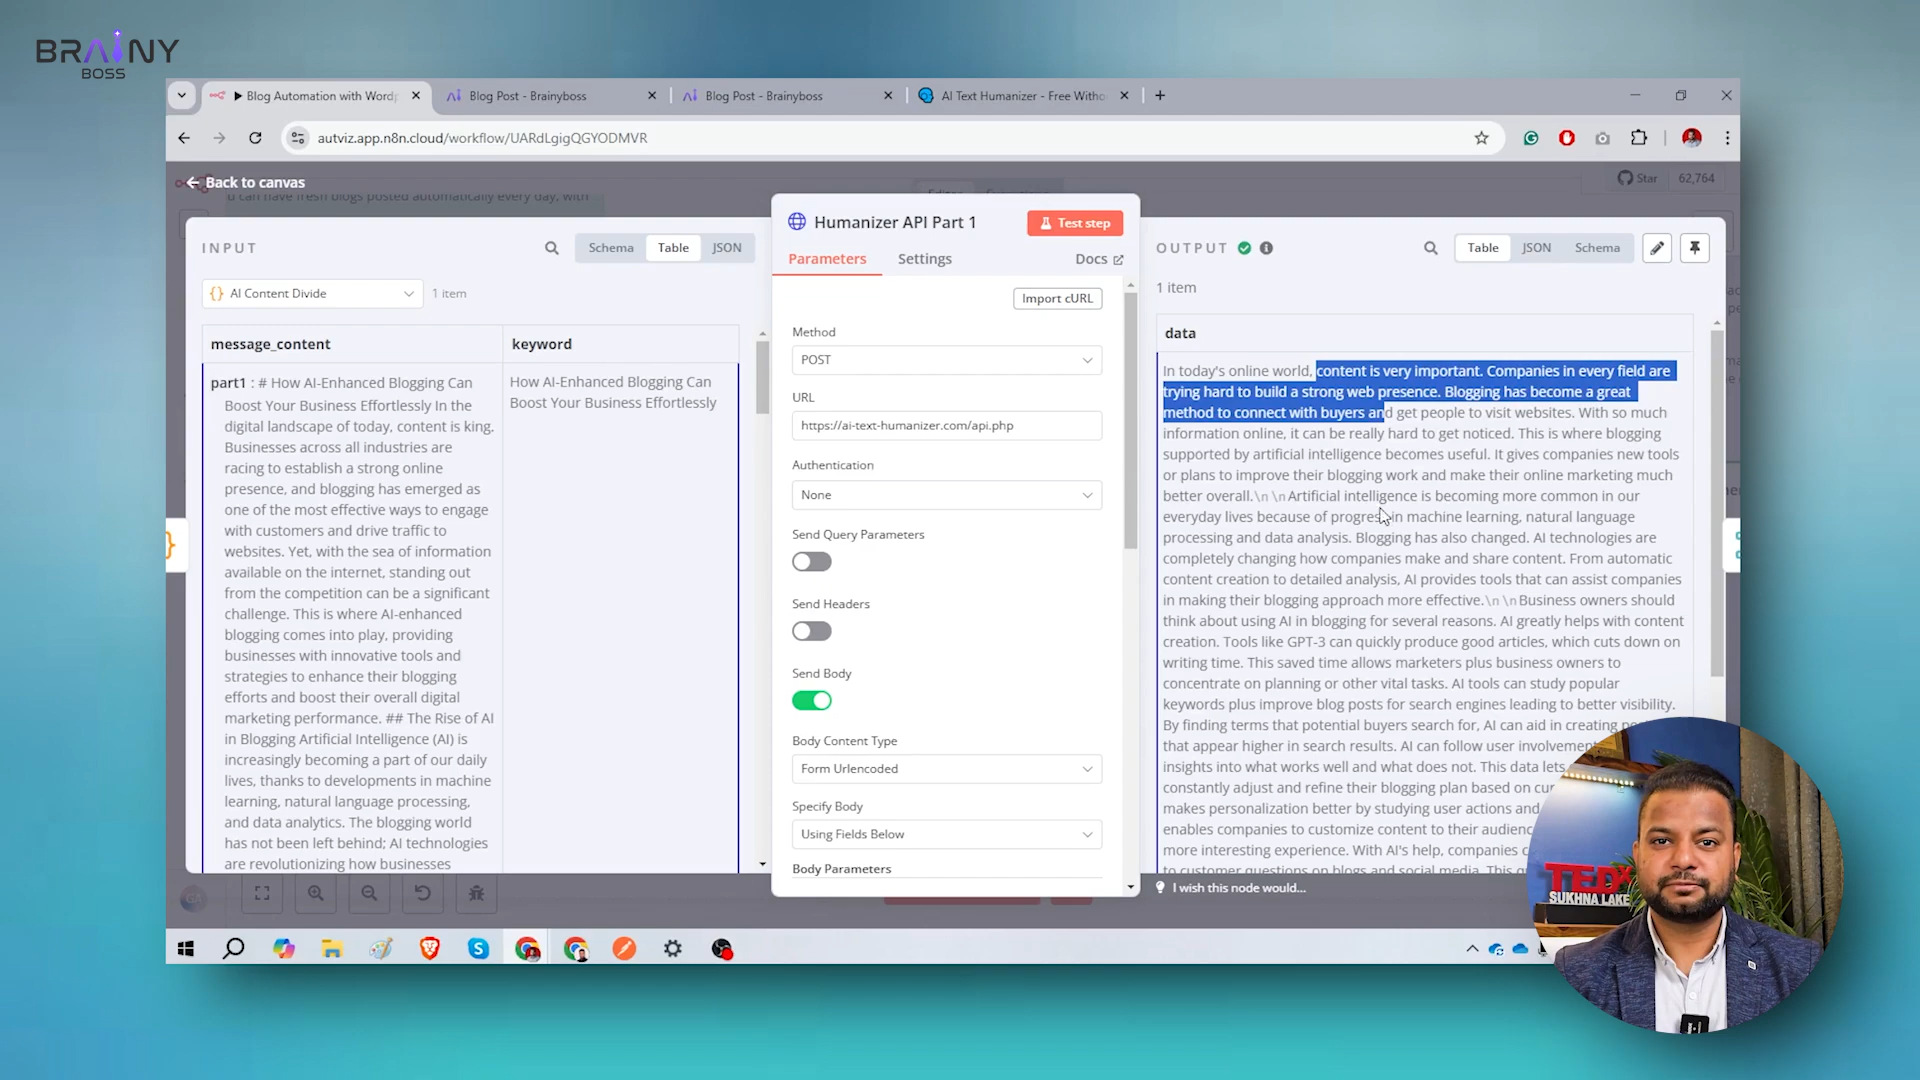 BRAINY
BOSS
Blog Automation with Wordp
Blog Post - Brainyboss
Blog Post - Brainyboss
AI Text Humanizer - Free Witho
autviz.app.n8n.cloud/workflow/UARdLgigQGYODMVR
Back to canvas
u can have fresh blogs posted automatically every day, with
Star 62,764
INPUT
Schema
Table
JSON
AI Content Divide
1 item
message_content
keyword
part1 : # How AI-Enhanced Blogging Can
Boost Your Business Effortlessly In the
digital landscape of today, content is king.
Businesses across all industries are
racing to establish a strong online
presence, and blogging has emerged as
one of the most effective ways to engage
with customers and drive traffic to
websites. Yet, with the sea of information
available on the internet, standing out
from the competition can be a significant
challenge. This is where AI-enhanced
blogging comes into play, providing
businesses with innovative tools and
strategies to enhance their blogging
efforts and boost their overall digital
marketing performance. ## The Rise of AI
in Blogging Artificial Intelligence (AI) is
increasingly becoming a part of our daily
lives, thanks to developments in machine
learning, natural language processing,
and data analytics. The blogging world
has not been left behind; AI technologies
are revolutionizing how businesses
How AI-Enhanced Blogging Can
Boost Your Business Effortlessly
Humanizer API Part 1
Test step
Parameters
Settings
Docs
Import cURL
Method
POST
URL
https://ai-text-humanizer.com/api.php
Authentication
None
Send Query Parameters
Send Headers
Send Body
Body Content Type
Form Urlencoded
Specify Body
Using Fields Below
Body Parameters
OUTPUT
Table
JSON
Schema
1 item
data
In today's online world, content is very important. Companies in every field are
trying hard to build a strong web presence. Blogging has become a great
method to connect with buyers and get people to visit websites. With so much
information online, it can be really hard to get noticed. This is where blogging
supported by artificial intelligence becomes useful. It gives companies new tools
or plans to improve their blogging work and make their online marketing much
better overall.\n \nArtificial intelligence is becoming more common in our
everyday lives because of progress in machine learning, natural language
processing and data analysis. Blogging has also changed. AI technologies are
completely changing how companies make and share content. From automatic
content creation to detailed analysis, AI provides tools that can assist companies
in making their blogging approach more effective.\n \nBusiness owners should
think about using AI in blogging for several reasons. AI greatly helps with content
creation. Tools like GPT-3 can quickly produce good articles, which cuts down on
writing time. This saved time allows marketers plus business owners to
concentrate on planning or other vital tasks. AI tools can study popular
keywords plus improve blog posts for search engines leading to better visibility.
By finding terms that potential buyers search for, AI can aid in creating
that appear higher in search results. AI can follow user
insights into what works well and what does not. This data lets
constantly adjust and refine their blogging plan based on
makes personalization better by studying user actions and
enables companies to customize content to their
more interesting experience. With AI's help, companies
to customer questions on blogs and social media. This
I wish this node would...
TEDx
SUKHNA LAKE